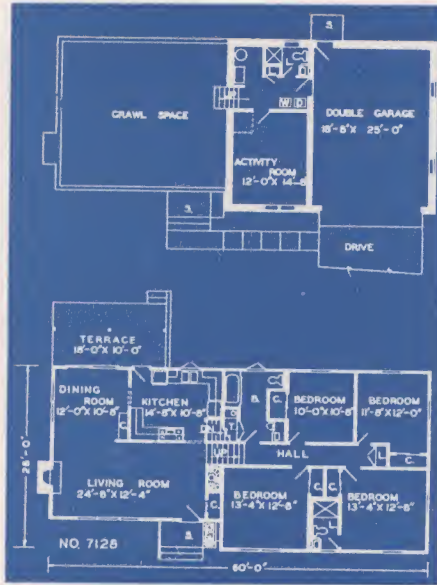 S.
L
UP
W D
CRAWL SPACE
DOUBLE GARAGE
18'-8" X 25'-0"
ACTIVITY
ROOM
12'-0" X 14'-8"
S.
DRIVE
TERRACE
18'-0" X 10'-0"
DINING
ROOM
12'-0" X 10'-8"
KITCHEN
14'-8" X 10'-8"
B.
C.
T.
BEDROOM
10'-0" X 10'-8"
BEDROOM
11'-8" X 12'-0"
C.
UP
HALL
L
C.
28'-0"
LIVING ROOM
24'-8" X 12'-4"
C.
BEDROOM
13'-4" X 12'-8"
C. C.
L
BEDROOM
13'-4" X 12'-8"
S.
NO. 7128
60'-0"